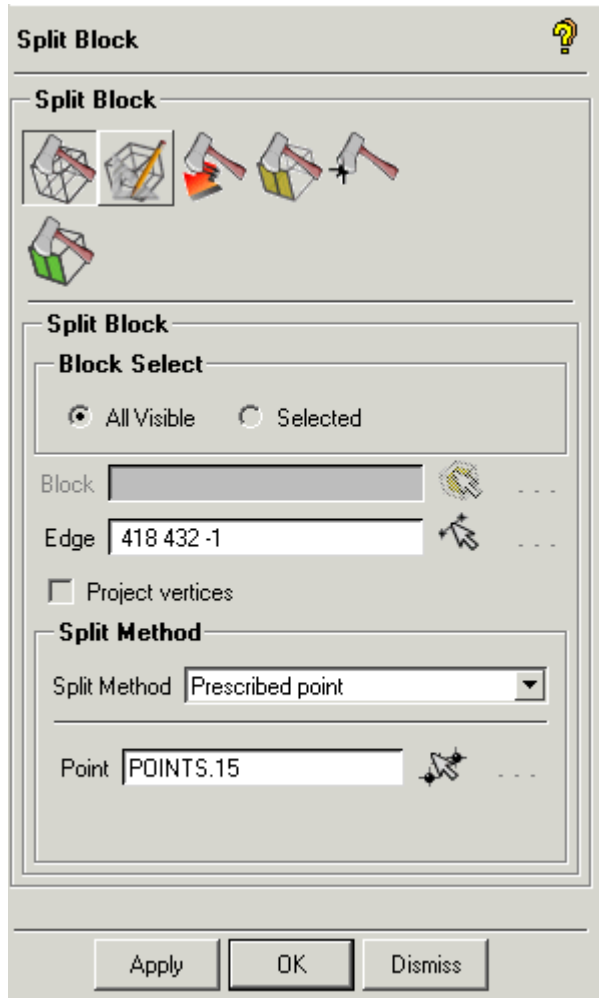 Split Block
Split Block
Split Block
Block Select
All Visible Selected
Block . . .
Edge 418 432 -1 . . .
Project vertices
Split Method
Split Method Prescribed point
Point POINTS.15 . . .
Apply OK Dismiss